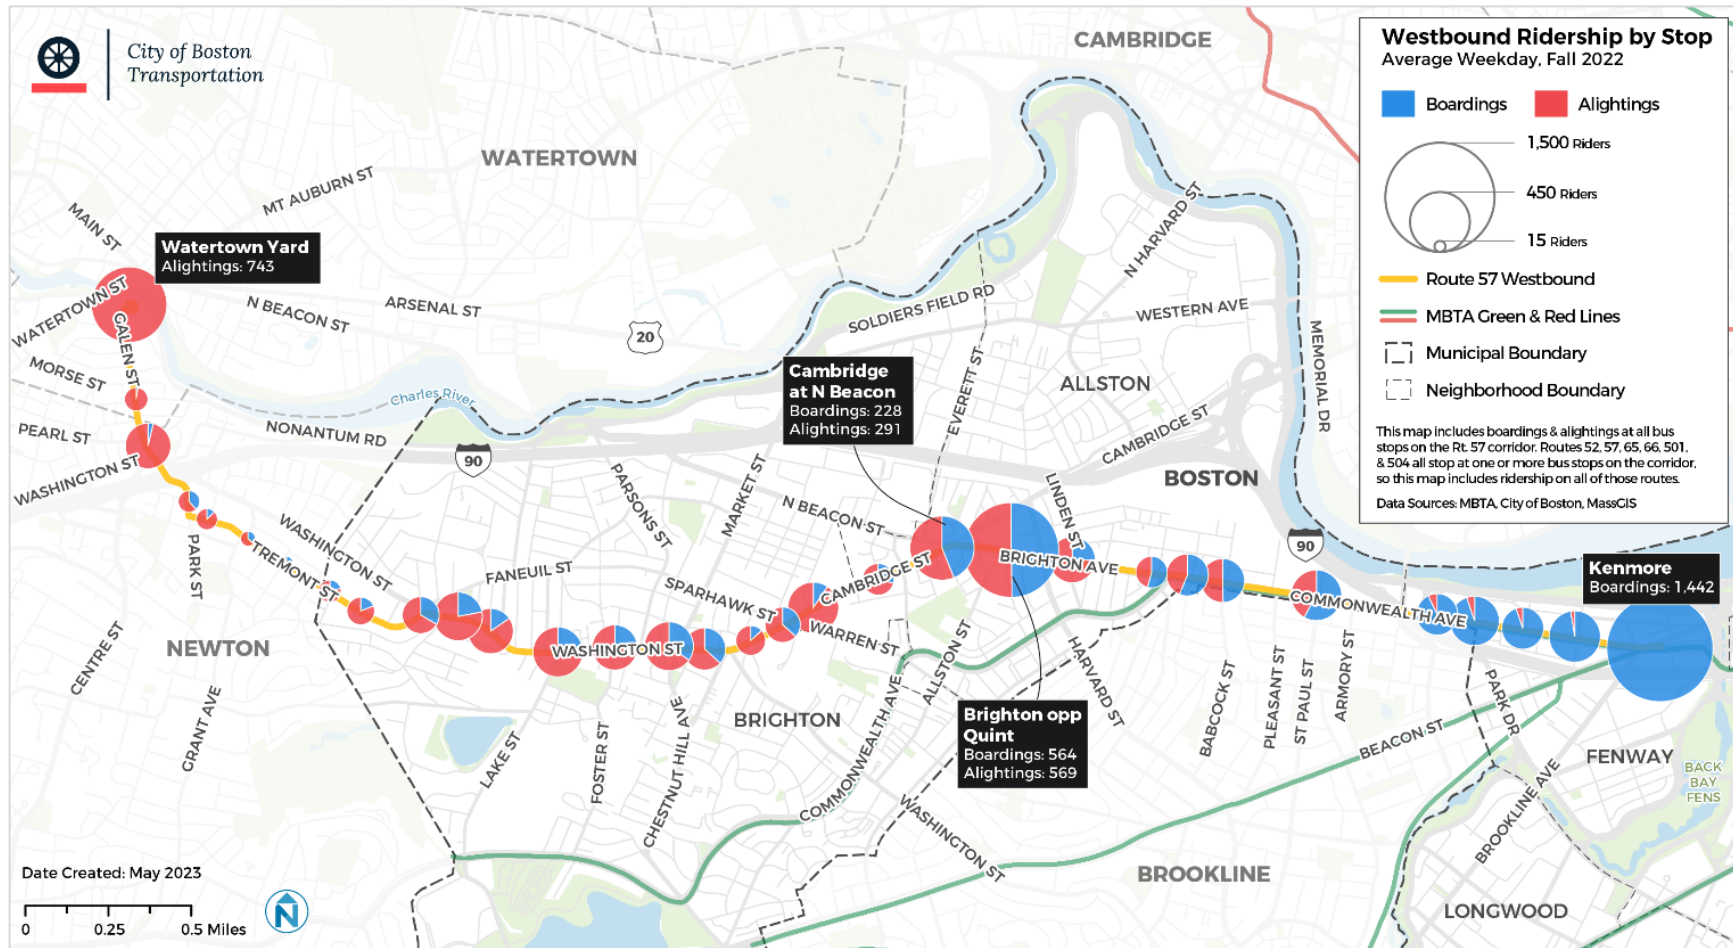 City of Boston
Transportation
CAMBRIDGE
WATERTOWN
MT AUBURN ST
MAIN ST
Watertown Yard
Alightings: 743
WATERTOWN ST
GALEN ST
N BEACON ST
ARSENAL ST
20
SOLDIERS FIELD RD
N HARVARD ST
WESTERN AVE
MEMORIAL DR
MORSE ST
Charles River
PEARL ST
NONANTUM RD
90
WASHINGTON ST
Cambridge
at N Beacon
Boardings: 228
Alightings: 291
EVERETT ST
ALLSTON
CAMBRIDGE ST
BOSTON
PARSONS ST
MARKET ST
N BEACON ST
LINDEN ST
90
PARK ST
WASHINGTON ST
TREMONT ST
FANEUIL ST
SPARHAWK ST
CAMBRIDGE ST
BRIGHTON AVE
WARREN ST
WASHINGTON ST
COMMONWEALTH AVE
Kenmore
Boardings: 1,442
CENTRE ST
NEWTON
GRANT AVE
LAKE ST
FOSTER ST
CHESTNUT HILL AVE
BRIGHTON
COMMONWEALTH AVE
ALLSTON ST
HARVARD ST
Brighton opp
Quint
Boardings: 564
Alightings: 569
BABCOCK ST
PLEASANT ST
ST PAUL ST
ARMORY ST
BEACON ST
PARK DR
FENWAY
BACK
BAY
FENS
BROOKLINE AVE
WASHINGTON ST
BROOKLINE
LONGWOOD
Date Created: May 2023
0 0.25 0.5 Miles
N
Westbound Ridership by Stop
Average Weekday, Fall 2022
Boardings Alightings
1,500 Riders
450 Riders
15 Riders
Route 57 Westbound
MBTA Green & Red Lines
Municipal Boundary
Neighborhood Boundary
This map includes boardings & alightings at all bus
stops on the Rt. 57 corridor. Routes 52, 57, 65, 66, 501,
& 504 all stop at one or more bus stops on the corridor,
so this map includes ridership on all of those routes.
Data Sources: MBTA, City of Boston, MassGIS